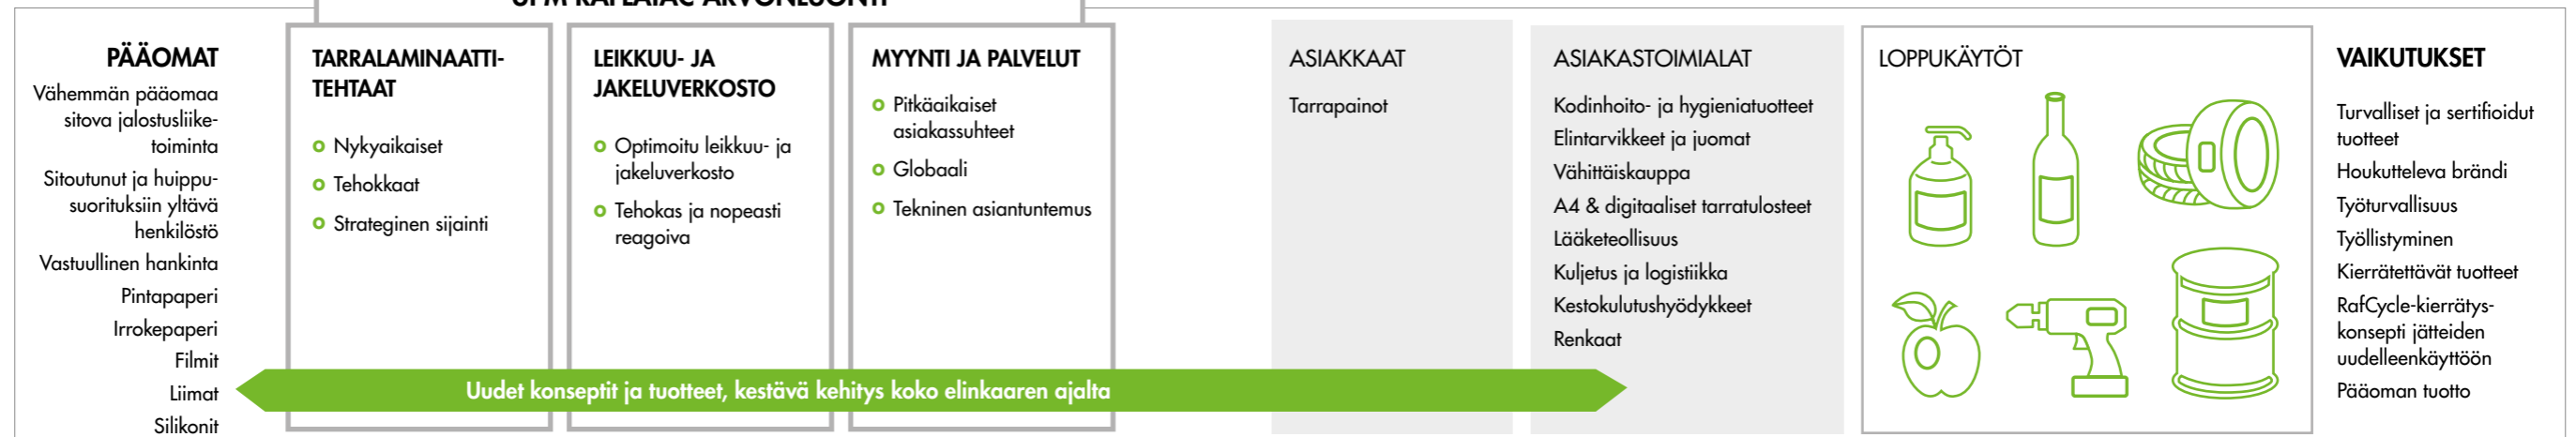 UPM RAFLATAC ARVONLUONTI
PÄÄOMAT
Vähemmän pääomaa
sitova jalostusliike-
toiminta
Sitoutunut ja huippu-
suorituksiin yltävä
henkilöstö
Vastuullinen hankinta
Pintapaperi
Irrokepaperi
Filmit
Liimat
Silikonit
TARRALAMINAATTI-
TEHTAAT
Nykyaikaiset
Tehokkaat
Strateginen sijainti
LEIKKUU- JA
JAKELUVERKOSTO
Optimoitu leikkuu- ja
jakeluverkosto
Tehokas ja nopeasti
reagoiva
MYYNTI JA PALVELUT
Pitkäaikaiset
asiakassuhteet
Globaali
Tekninen asiantuntemus
Uudet konseptit ja tuotteet, kestävä kehitys koko elinkaaren ajalta
ASIAKKAAT
Tarrapainot
ASIAKASTOIMIALAT
Kodinhoito- ja hygieniatuotteet
Elintarvikkeet ja juomat
Vähittäiskauppa
A4 & digitaaliset tarratulosteet
Lääketeollisuus
Kuljetus ja logistiikka
Kestokulutushyödykkeet
Renkaat
LOPPUKÄYTÖT
VAIKUTUKSET
Turvalliset ja sertifioidut
tuotteet
Houkutteleva brändi
Työturvallisuus
Työllistyminen
Kierrätettävät tuotteet
RafCycle-kierrätys-
konsepti jätteiden
uudelleenkäyttöön
Pääoman tuotto